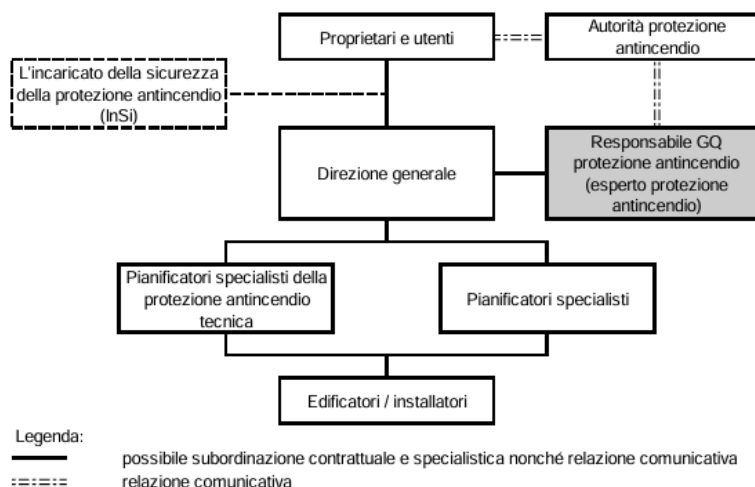 Proprietari e utenti
Autorità protezione
antincendio
L'incaricato della sicurezza
della protezione antincendio
(InSi)
Direzione generale
Responsabile GQ
protezione antincendio
(esperto protezione
antincendio)
Pianificatori specialisti della
protezione antincendio
tecnica
Pianificatori specialisti
Edificatori / installatori
Legenda:
possibile subordinazione contrattuale e specialistica nonché relazione comunicativa
relazione comunicativa